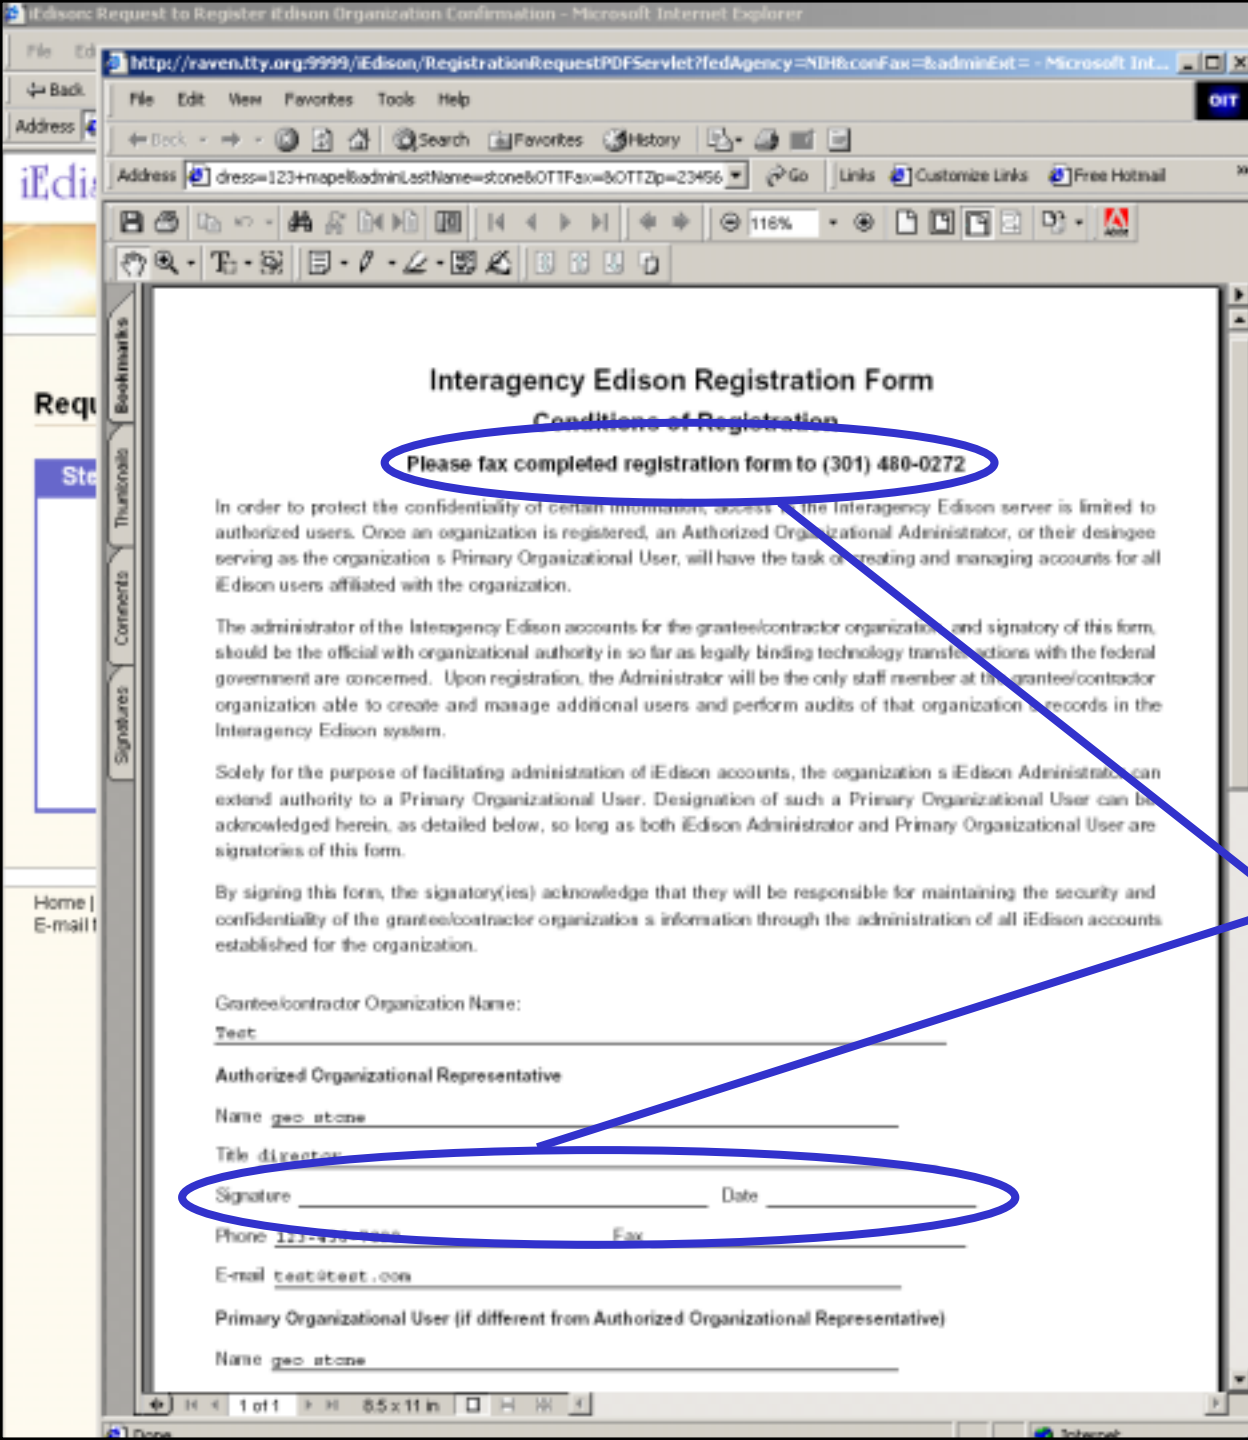 iEdison: Request to Register iEdison Organization Confirmation - Microsoft Internet Explorer
File Ed
http://raven.tty.org:9999/iEdison/RegistrationRequestPDFServlet?fedAgency=NIH&conFax=&adminExt= - Microsoft Int...
Back
File Edit View Favorites Tools Help
OIT
Address
Back Search Favorites History
iEdis
Address dress=123+mapel&adminLastName=stone&OTTFax=&OTTZip=23456 Go Links Customize Links Free Hotmail »
116%
Adobe
Bookmarks
Thumbnails
Comments
Signatures
Requ
Ste
Home |
E-mail f
Interagency Edison Registration Form
Conditions of Registration
Please fax completed registration form to (301) 480-0272
In order to protect the confidentiality of certain information, access to the Interagency Edison server is limited to
authorized users. Once an organization is registered, an Authorized Organizational Administrator, or their desingee
serving as the organization s Primary Organizational User, will have the task of creating and managing accounts for all
iEdison users affiliated with the organization.
The administrator of the Interagency Edison accounts for the grantee/contractor organization, and signatory of this form,
should be the official with organizational authority in so far as legally binding technology transfer actions with the federal
government are concerned. Upon registration, the Administrator will be the only staff member at the grantee/contractor
organization able to create and manage additional users and perform audits of that organization s records in the
Interagency Edison system.
Solely for the purpose of facilitating administration of iEdison accounts, the organization s iEdison Administrator can
extend authority to a Primary Organizational User. Designation of such a Primary Organizational User can be
acknowledged herein, as detailed below, so long as both iEdison Administrator and Primary Organizational User are
signatories of this form.
By signing this form, the signatory(ies) acknowledge that they will be responsible for maintaining the security and
confidentiality of the grantee/contractor organization s information through the administration of all iEdison accounts
established for the organization.
Grantee/contractor Organization Name:
Test
Authorized Organizational Representative
Name geo stone
Title director
Signature Date
Phone Fax
E-mail test@test.com
Primary Organizational User (if different from Authorized Organizational Representative)
Name geo stone
1 of 1 8.5 x 11 in
Done Internet